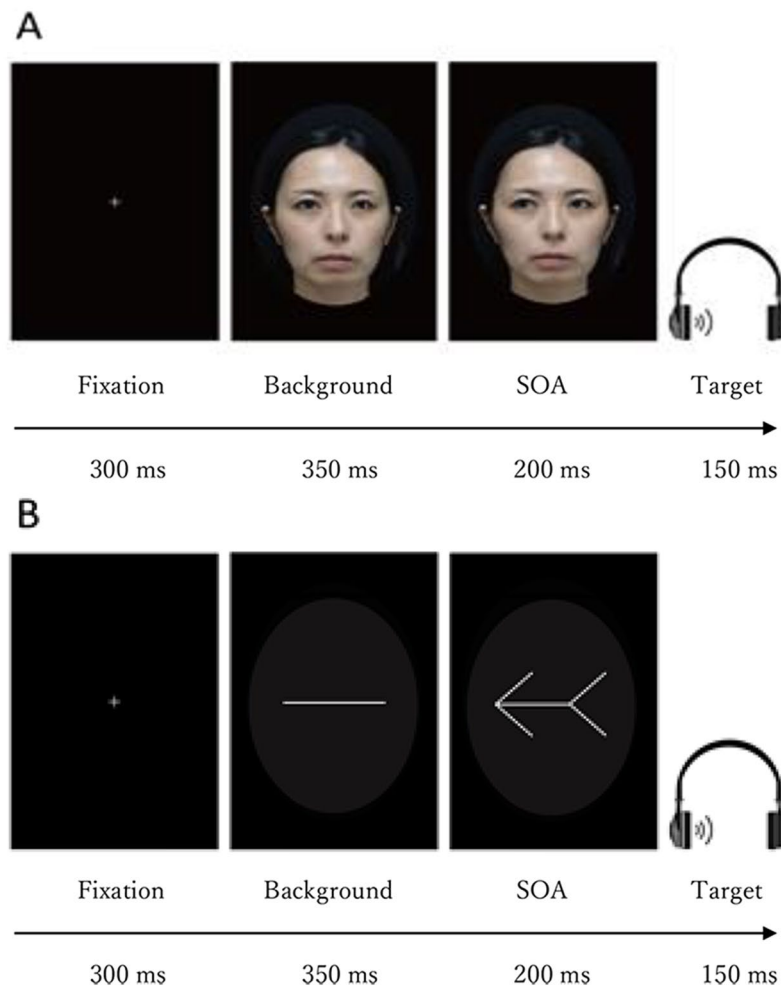 A
Fixation Background SOA Target
300 ms 350 ms 200 ms 150 ms
B
Fixation Background SOA Target
300 ms 350 ms 200 ms 150 ms